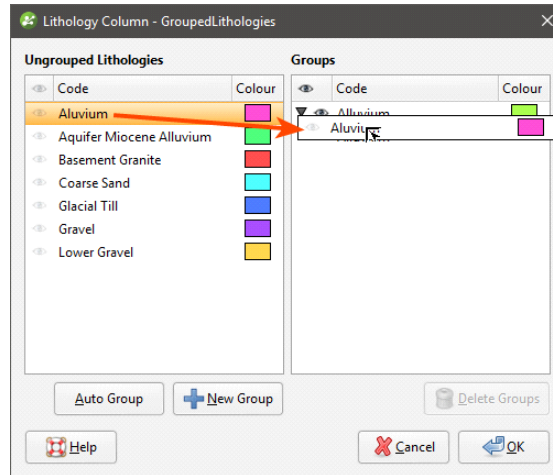 Lithology Column - GroupedLithologies
Ungrouped Lithologies
Code Colour
Aluvium
Aquifer Miocene Alluvium
Basement Granite
Coarse Sand
Glacial Till
Gravel
Lower Gravel
Groups
Code Colour
Alluvium
Aluvium
Auto Group
New Group
Delete Groups
Help
Cancel
OK